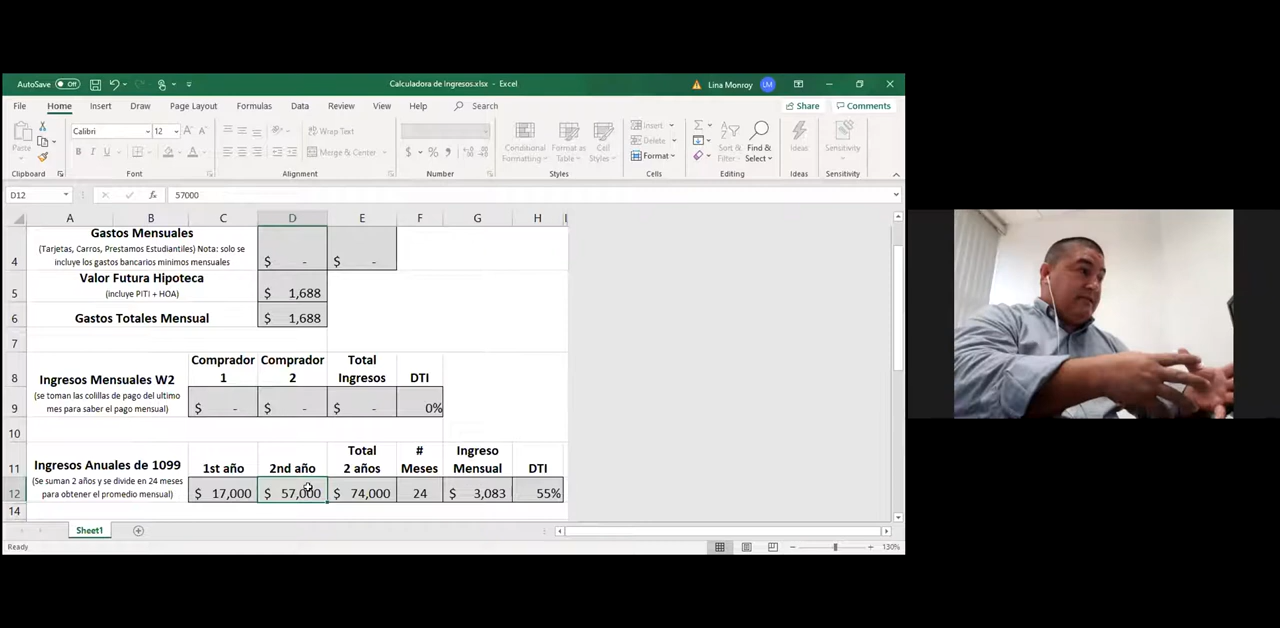 AutoSave Off
Calculadora de Ingresos.xlsx - Excel
Lina Monroy LM
File Home Insert Draw Page Layout Formulas Data Review View Help Search
Share Comments
Paste
Calibri 12 A A
B I U
Wrap Text
Merge & Center
$ % ,
Conditional Formatting
Format as Table
Cell Styles
Insert
Delete
Format
Sort & Filter
Find & Select
Ideas
Sensitivity
Clipboard Font Alignment Number Styles Cells Editing Ideas Sensitivity
D12 fx 57000
A B C D E F G H I
Gastos Mensuales
(Tarjetas, Carros, Prestamos Estudiantiles) Nota: solo se
4 incluye los gastos bancarios minimos mensuales $ - $ -
Valor Futura Hipoteca
5 (incluye PITI + HOA) $ 1,688
6 Gastos Totales Mensual $ 1,688
7
Comprador Comprador Total
8 Ingresos Mensuales W2 1 2 Ingresos DTI
(se toman las colillas de pago del ultimo
9 mes para saber el pago mensual) $ - $ - $ - 0%
10
Total # Ingreso
11 Ingresos Anuales de 1099 1st año 2nd año 2 años Meses Mensual DTI
(Se suman 2 años y se divide en 24 meses
12 para obtener el promedio mensual) $ 17,000 $ 57,000 $ 74,000 24 $ 3,083 55%
14
Sheet1
Ready 130%